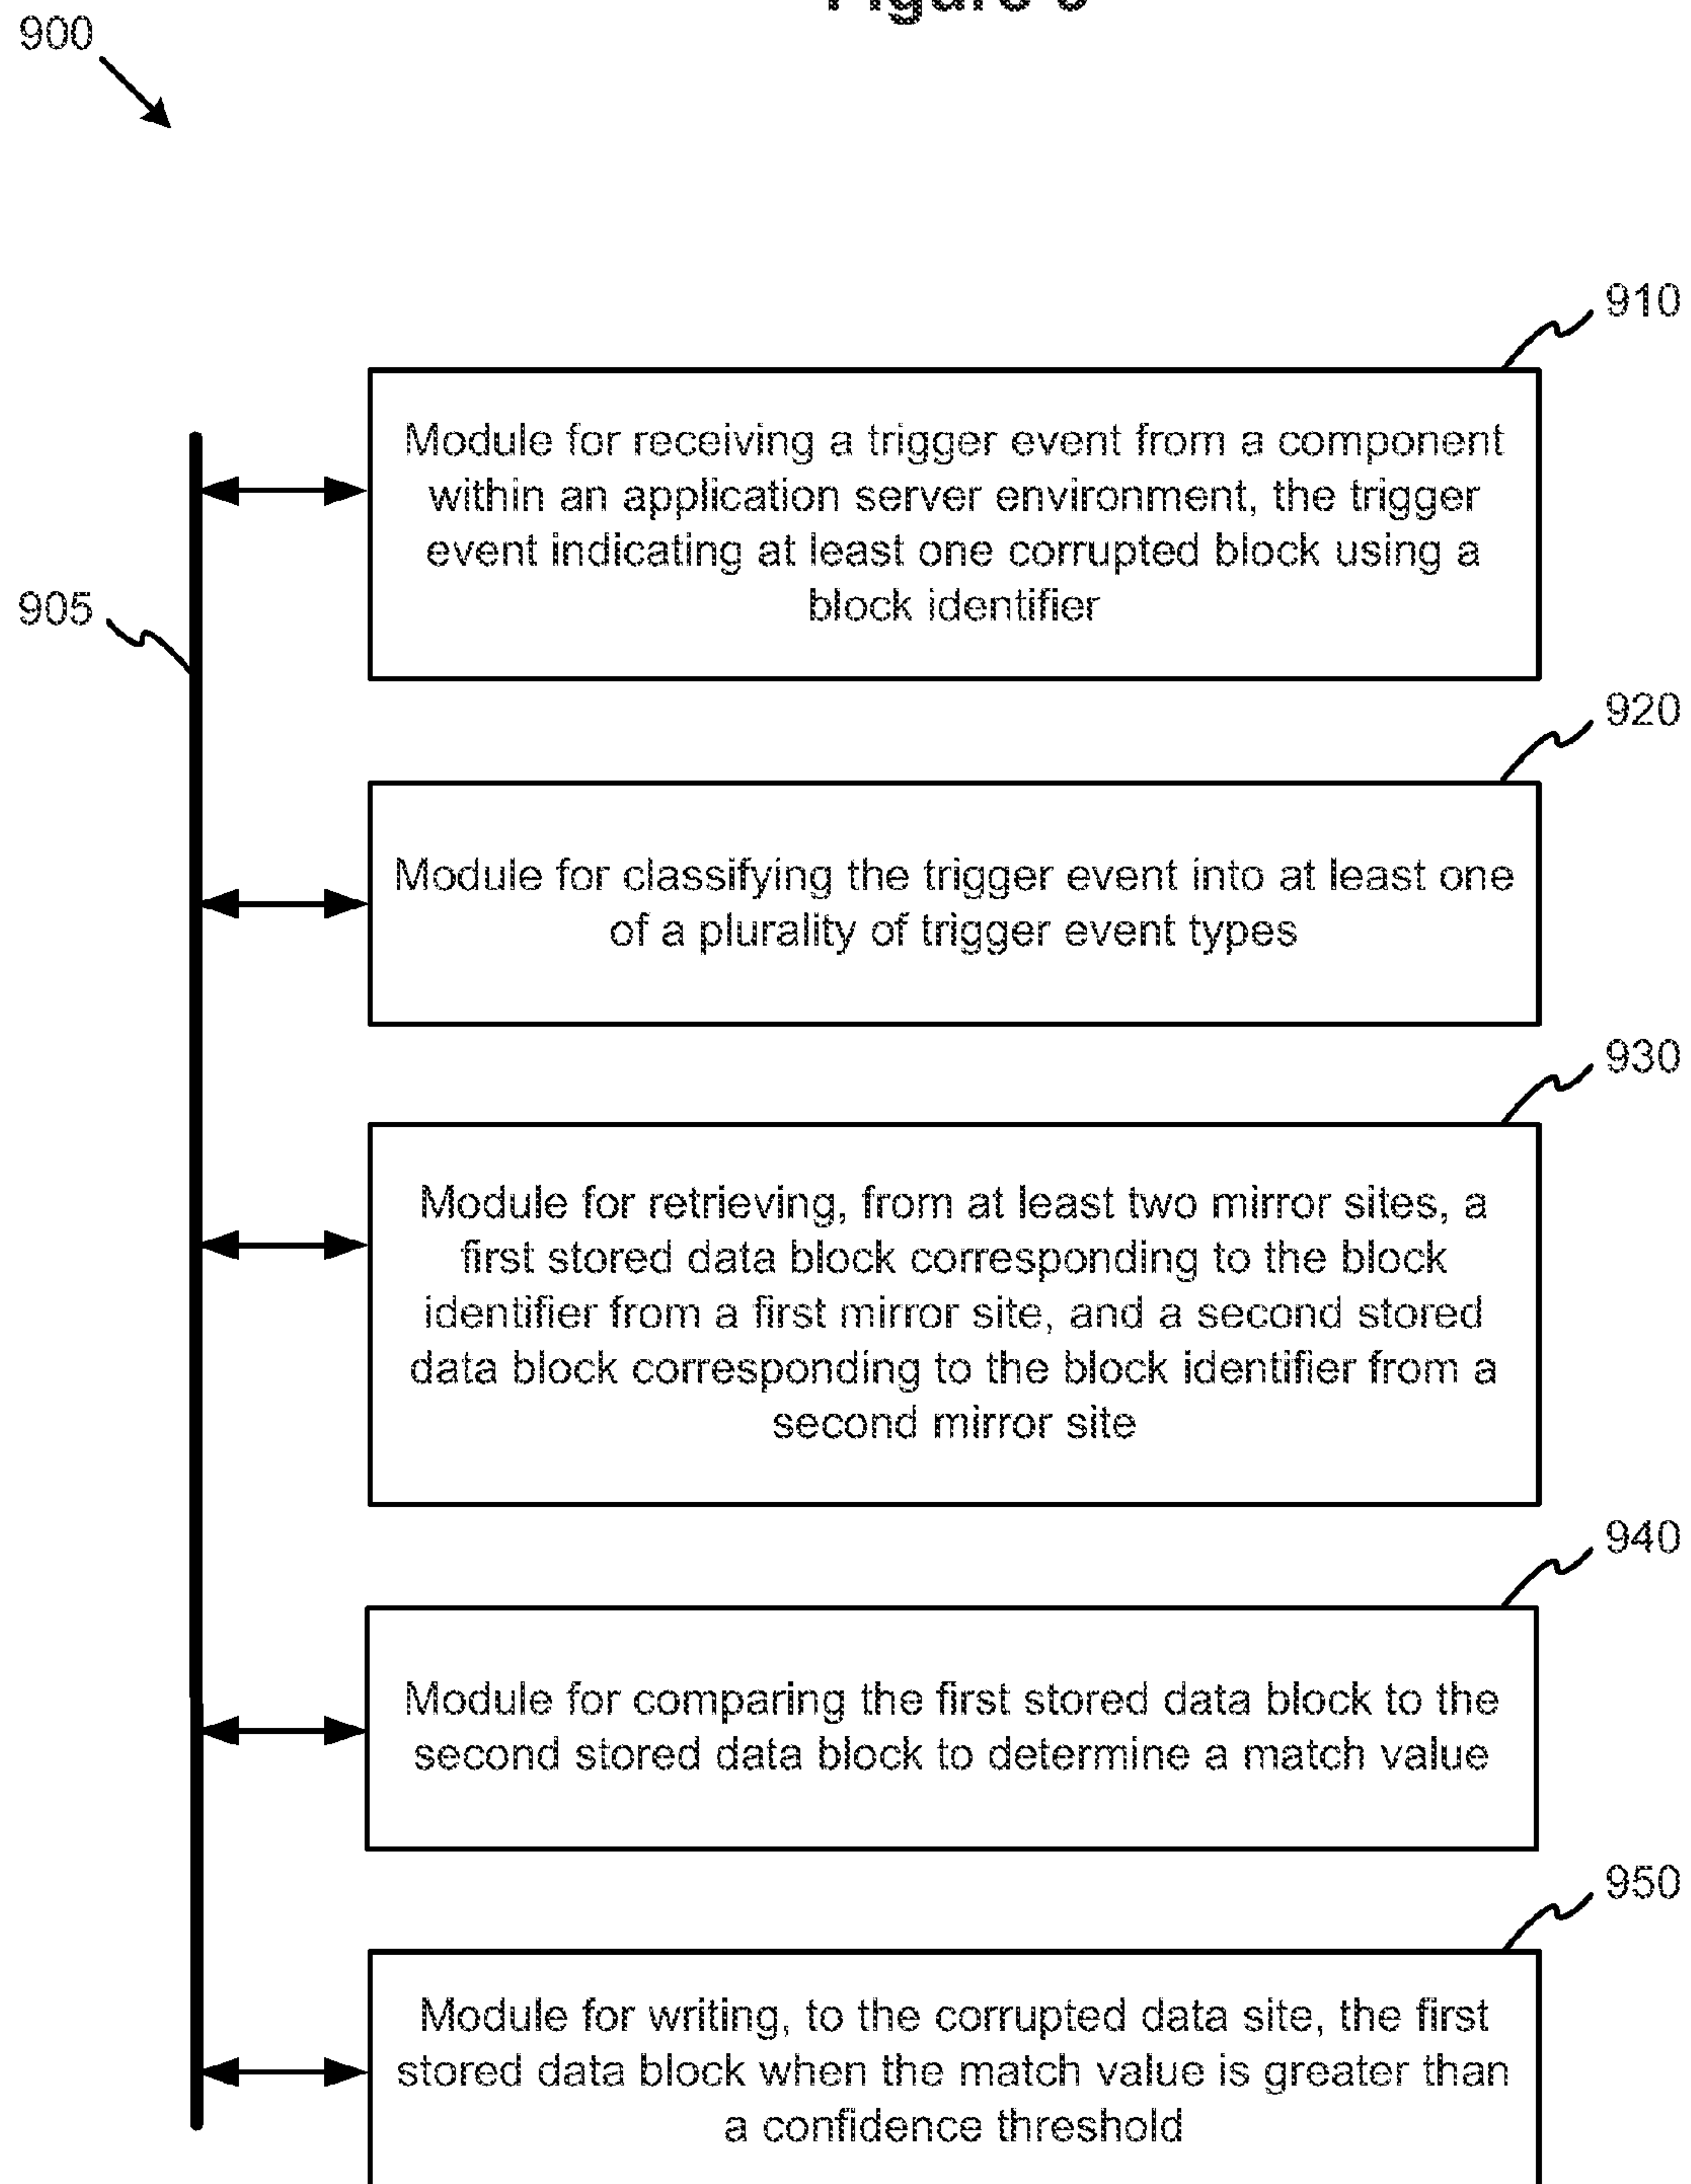 900
910
Module for receiving a trigger event from a component
within an application server environment, the trigger
event indicating at least one corrupted block using a
block identifier
905
920
Module for classifying the trigger event into at least one
of a plurality of trigger event types
930
Module for retrieving, from at least two mirror sites, a
first stored data block corresponding to the block
identifier from a first mirror site, and a second stored
data block corresponding to the block identifier from a
second mirror site
940
Module for comparing the first stored data block to the
second stored data block to determine a match value
950
Module for writing, to the corrupted data site, the first
stored data block when the match value is greater than
a confidence threshold